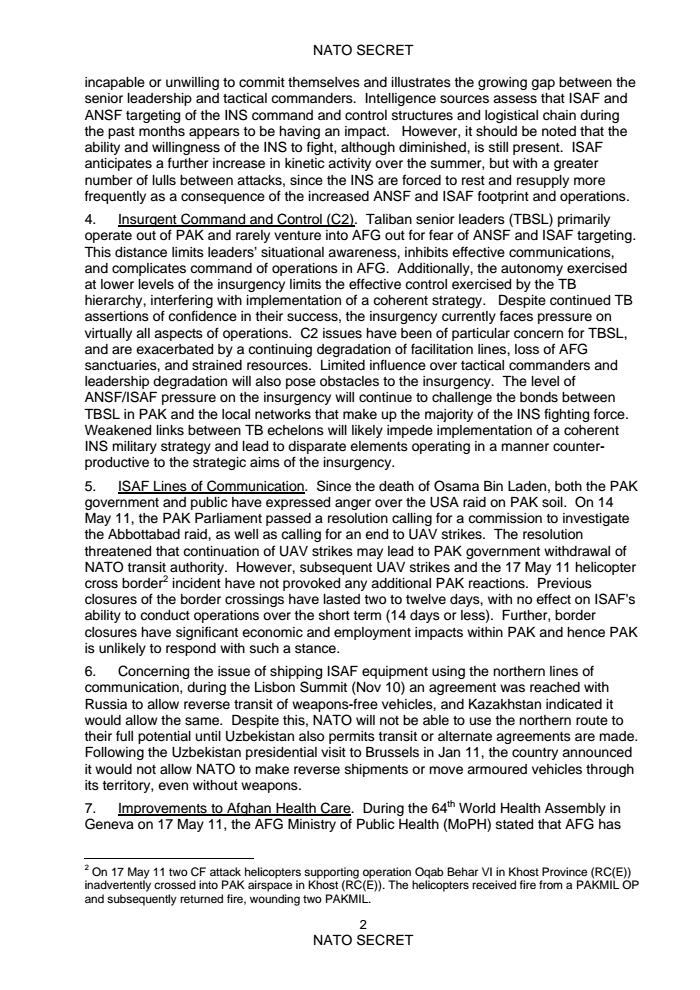 NATO SECRET
incapable or unwilling to commit themselves and illustrates the growing gap between the
senior leadership and tactical commanders.  Intelligence sources assess that ISAF and
ANSF targeting of the INS command and control structures and logistical chain during
the past months appears to be having an impact.   However, it should be noted that the
ability and willingness of the INS to fight, although diminished, is still present.  ISAF
anticipates a further increase in kinetic activity over the summer, but with a greater
number of lulls between attacks, since the INS are forced to rest and resupply more
frequently as a consequence of the increased ANSF and ISAF footprint and operations.
4. Insurgent Command and Control (C2).  Taliban senior leaders (TBSL) primarily
operate out of PAK and rarely venture into AFG out for fear of ANSF and ISAF targeting.
This distance limits leaders' situational awareness, inhibits effective communications,
and complicates command of operations in AFG.  Additionally, the autonomy exercised
at lower levels of the insurgency limits the effective control exercised by the TB
hierarchy, interfering with implementation of a coherent strategy.   Despite continued TB
assertions of confidence in their success, the insurgency currently faces pressure on
virtually all aspects of operations.  C2 issues have been of particular concern for TBSL,
and are exacerbated by a continuing degradation of facilitation lines, loss of AFG
sanctuaries, and strained resources.  Limited influence over tactical commanders and
leadership degradation will also pose obstacles to the insurgency.  The level of
ANSF/ISAF pressure on the insurgency will continue to challenge the bonds between
TBSL in PAK and the local networks that make up the majority of the INS fighting force.
Weakened links between TB echelons will likely impede implementation of a coherent
INS military strategy and lead to disparate elements operating in a manner counter-
productive to the strategic aims of the insurgency.
5. ISAF Lines of Communication.  Since the death of Osama Bin Laden, both the PAK
government and public have expressed anger over the USA raid on PAK soil.  On 14
May 11, the PAK Parliament passed a resolution calling for a commission to investigate
the Abbottabad raid, as well as calling for an end to UAV strikes.  The resolution
threatened that continuation of UAV strikes may lead to PAK government withdrawal of
NATO transit authority.  However, subsequent UAV strikes and the 17 May 11 helicopter
cross border2 incident have not provoked any additional PAK reactions.  Previous
closures of the border crossings have lasted two to twelve days, with no effect on ISAF's
ability to conduct operations over the short term (14 days or less).  Further, border
closures have significant economic and employment impacts within PAK and hence PAK
is unlikely to respond with such a stance.
6. Concerning the issue of shipping ISAF equipment using the northern lines of
communication, during the Lisbon Summit (Nov 10) an agreement was reached with
Russia to allow reverse transit of weapons-free vehicles, and Kazakhstan indicated it
would allow the same.  Despite this, NATO will not be able to use the northern route to
their full potential until Uzbekistan also permits transit or alternate agreements are made.
Following the Uzbekistan presidential visit to Brussels in Jan 11, the country announced
it would not allow NATO to make reverse shipments or move armoured vehicles through
its territory, even without weapons.
7. Improvements to Afghan Health Care.  During the 64th World Health Assembly in
Geneva on 17 May 11, the AFG Ministry of Public Health (MoPH) stated that AFG has
2 On 17 May 11 two CF attack helicopters supporting operation Oqab Behar VI in Khost Province (RC(E))
inadvertently crossed into PAK airspace in Khost (RC(E)). The helicopters received fire from a PAKMIL OP
and subsequently returned fire, wounding two PAKMIL.
2
NATO SECRET